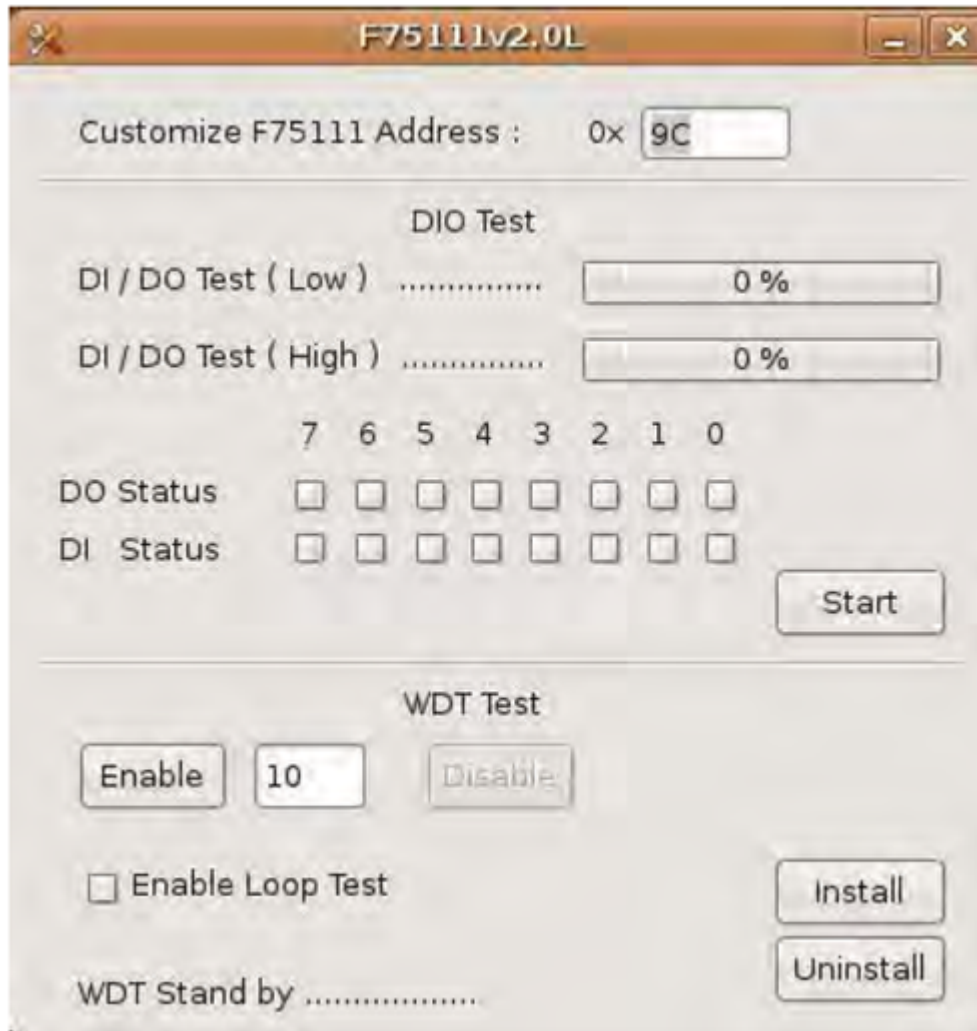 F75111v2.0L
Customize F75111 Address : 0x 9C
DIO Test
DI / DO Test ( Low ) ............... 0 %
DI / DO Test ( High ) ............... 0 %
7 6 5 4 3 2 1 0
DO Status
DI Status
Start
WDT Test
Enable 10 Disable
Enable Loop Test
Install
Uninstall
WDT Stand by ..................